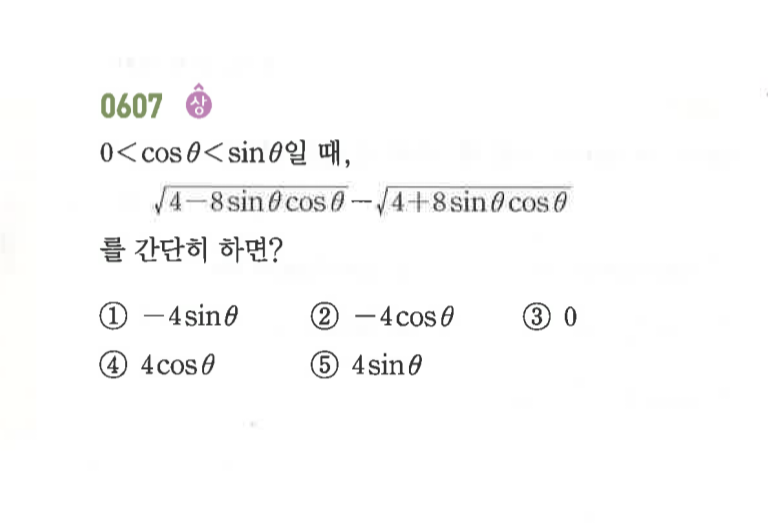 0607 상
0<cosθ<sinθ일 때,
√4-8sinθcosθ-√4+8sinθcosθ
를 간단히 하면?
① -4sinθ ② -4cosθ ③ 0
④ 4cosθ ⑤ 4sinθ